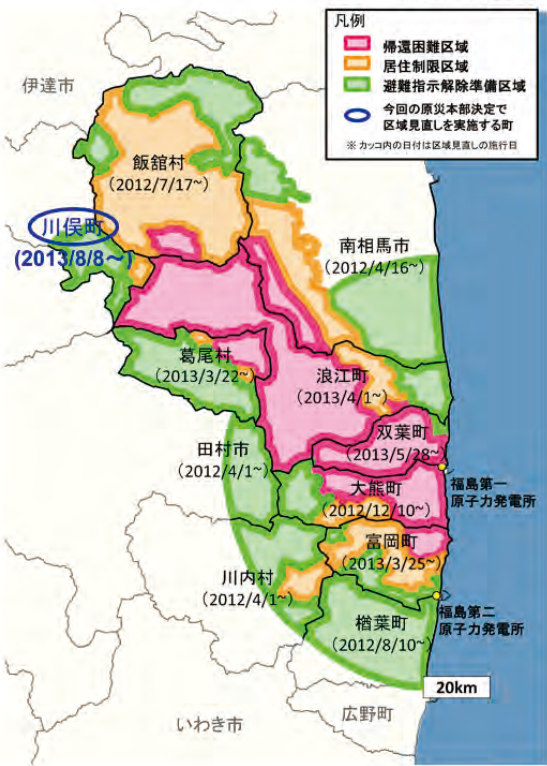 凡例
帰還困難区域
居住制限区域
避難指示解除準備区域
今回の原災本部決定で
区域見直しを実施する町
※ カッコ内の日付は区域見直しの施行日
伊達市
飯舘村
(2012/7/17~)
川俣町
(2013/8/8~)
南相馬市
(2012/4/16~)
葛尾村
(2013/3/22~)
浪江町
(2013/4/1~)
双葉町
(2013/5/28~)
田村市
(2012/4/1~)
大熊町
(2012/12/10~)
福島第一
原子力発電所
富岡町
(2013/3/25~)
川内村
(2012/4/1~)
福島第二
原子力発電所
楢葉町
(2012/8/10~)
20km
いわき市
広野町